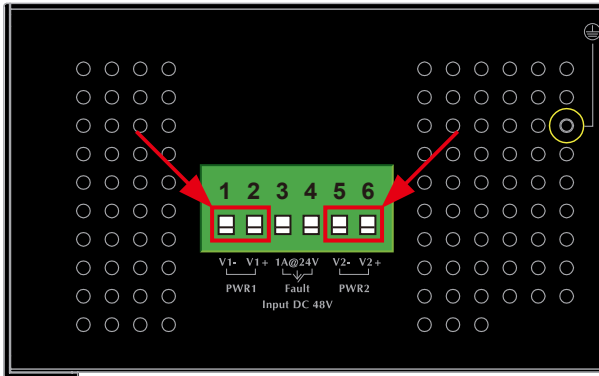 1 2 3 4 5 6
V1- V1+ 1A@24V V2- V2+
PWR1 Fault PWR2
Input DC 48V